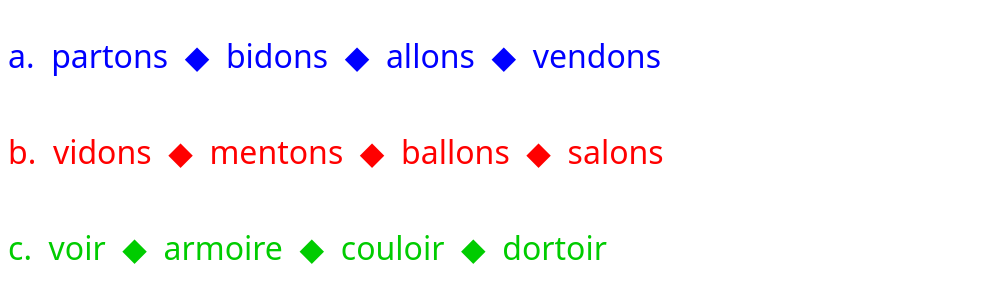 a. partons ◆ bidons ◆ allons ◆ vendons
b. vidons ◆ mentons ◆ ballons ◆ salons
c. voir ◆ armoire ◆ couloir ◆ dortoir